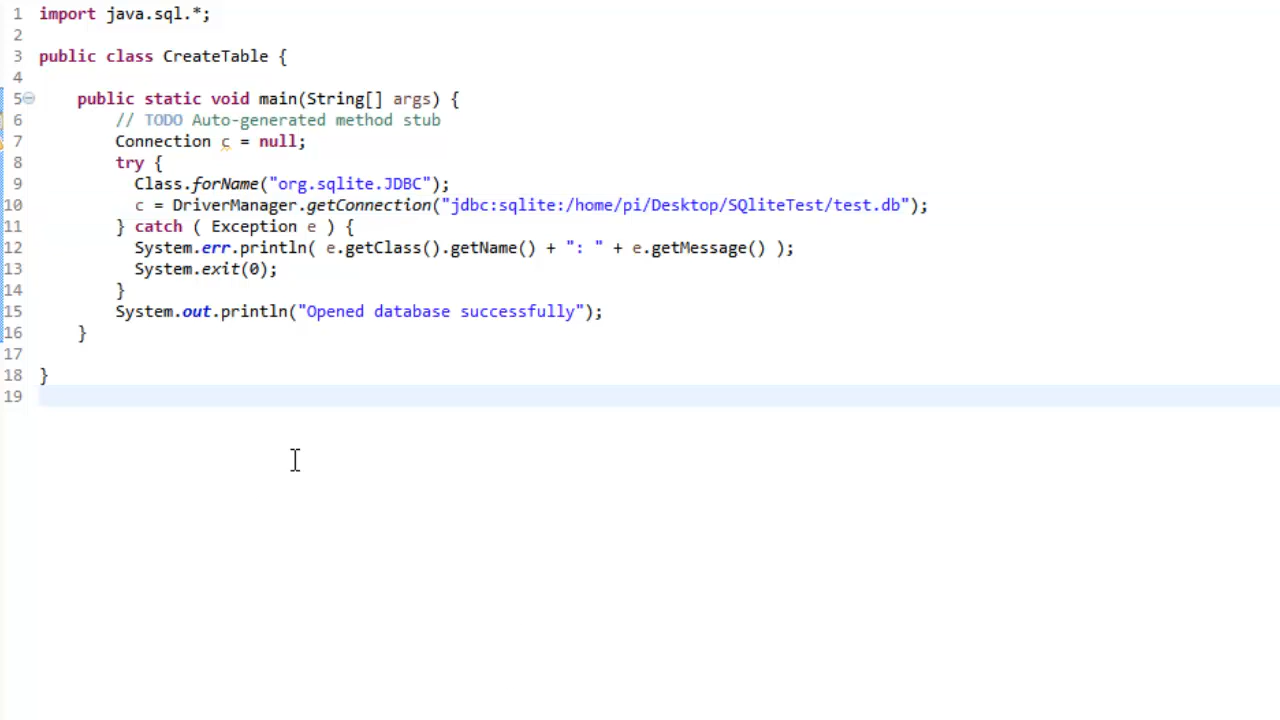 1 import java.sql.*;
2
3 public class CreateTable {
4
5 public static void main(String[] args) {
6 // TODO Auto-generated method stub
7 Connection c = null;
8 try {
9 Class.forName("org.sqlite.JDBC");
10 c = DriverManager.getConnection("jdbc:sqlite:/home/pi/Desktop/SQliteTest/test.db");
11 } catch ( Exception e ) {
12 System.err.println( e.getClass().getName() + ": " + e.getMessage() );
13 System.exit(0);
14 }
15 System.out.println("Opened database successfully");
16 }
17
18 }
19